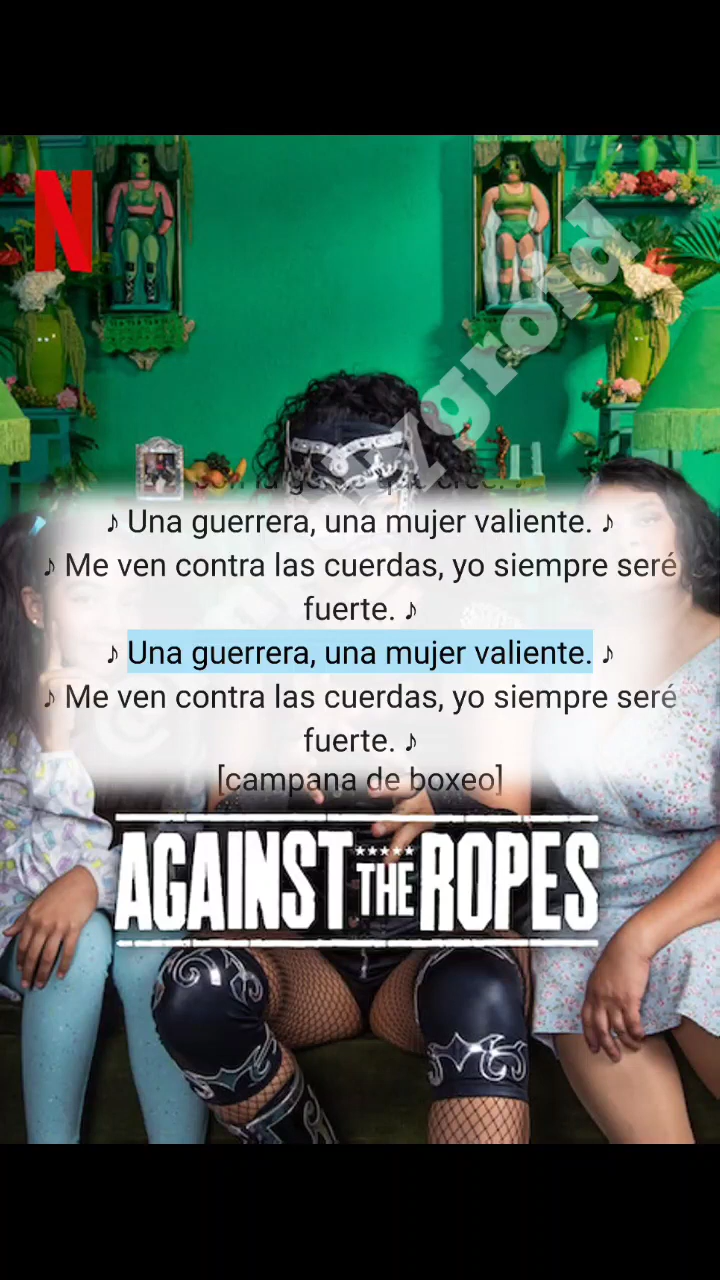 N
♪ Una guerrera, una mujer valiente. ♪
♪ Me ven contra las cuerdas, yo siempre seré
fuerte. ♪
♪ Una guerrera, una mujer valiente. ♪
♪ Me ven contra las cuerdas, yo siempre seré
fuerte. ♪
[campana de boxeo]
AGAINST THE ROPES